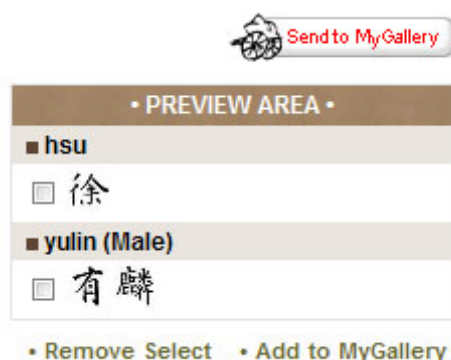 Send to MyGallery
• PREVIEW AREA •
hsu
徐
yulin (Male)
有麟
• Remove Select • Add to MyGallery